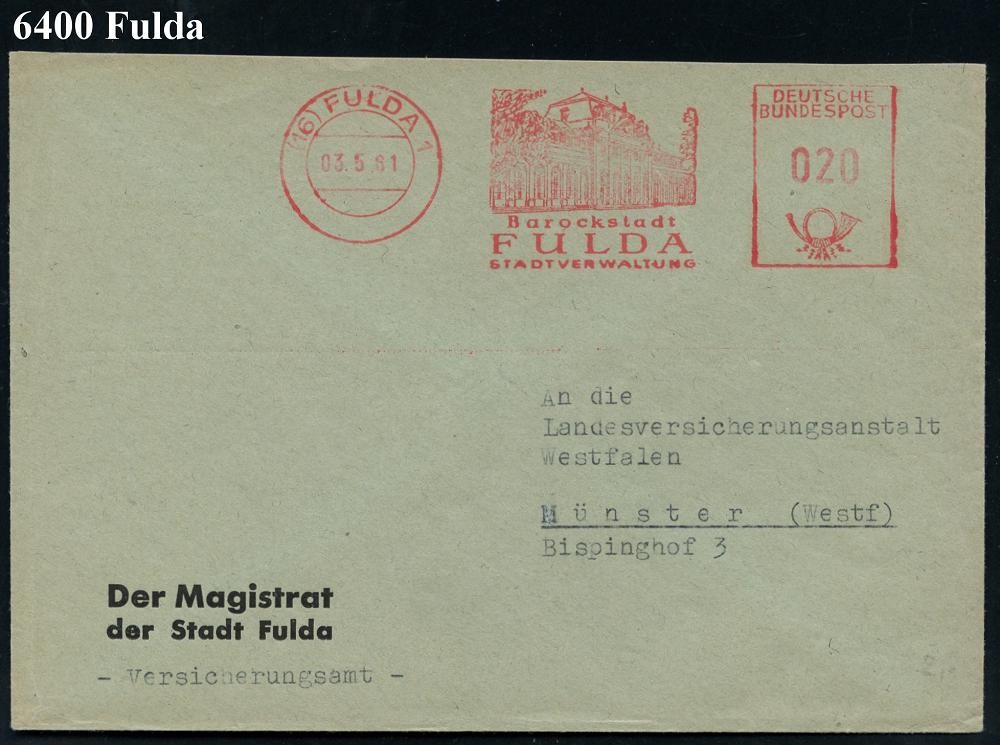 6400 Fulda
(16) FULDA 1
03.5.61
Barockstadt
FULDA
STADTVERWALTUNG
DEUTSCHE
BUNDESPOST
020
An die
Landesversicherungsanstalt
Westfalen
Münster (Westf)
Bispinghof 3
Der Magistrat
der Stadt Fulda
- Versicherungsamt -